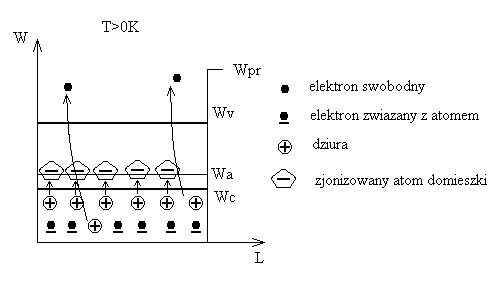 T>0K
W
Wpr
elektron swobodny
Wv
elektron zwiazany z atomem
dziura
Wa
zjonizowany atom domieszki
Wc
L